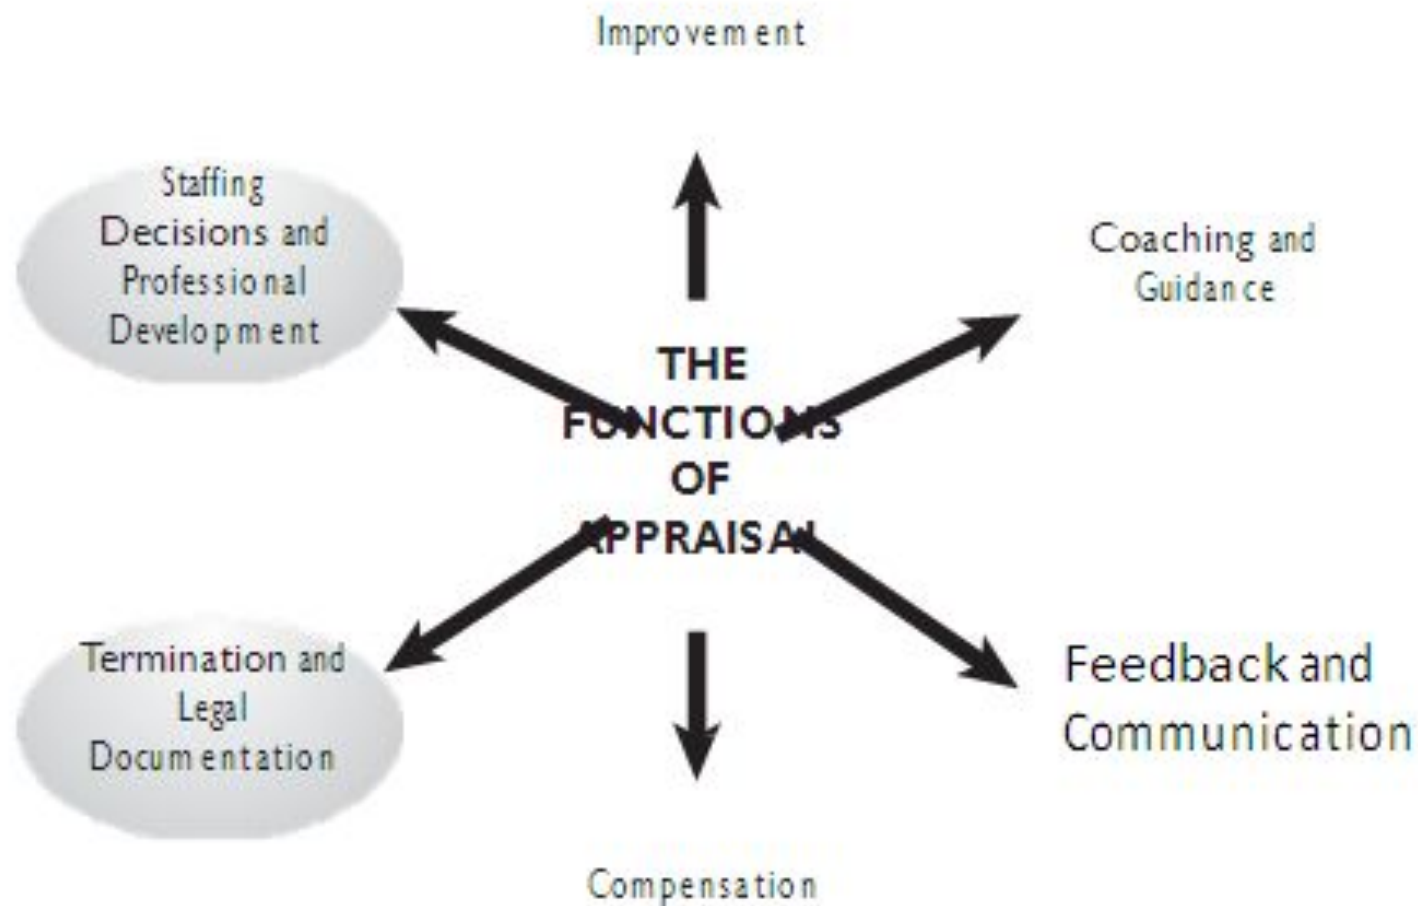 Improvement
Staffing
Decisions and
Professional
Development
Coaching and
Guidance
THE
FUNCTIONS
OF
APPRAISAL
Termination and
Legal
Documentation
Feedback and
Communication
Compensation